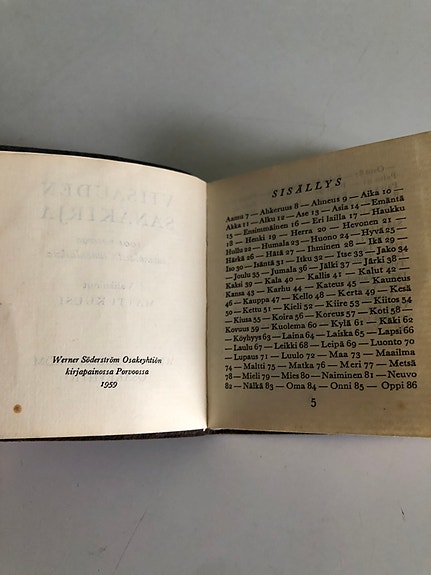 Werner Söderström Osakeyhtiön
kirjapainossa Porvoossa
1959
SISÄLLYS
Aamu 7 — Ahkeruus 8 — Ahneus 9 — Aika 10 —
Akka 11 — Alku 12 — Ase 13 — Asia 14 — Emäntä
15 — Ensimmäinen 16 — Eri lailla 17 — Haukku
18 — Henki 19 — Herra 20 — Hevonen 21 —
Hullu 22 — Humala 23 — Huono 24 — Hyvä 25 —
Häkä 26 — Hätä 27 — Ihminen 28 — Ikä 29 —
Iso 30 — Isäntä 31 — Itku 32 — Itse 33 — Jako 34
— Joulu 35 — Jumala 36 — Jälki 37 — Järki 38 —
Kaksi 39 — Kala 40 — Kallis 41 — Kalut 42 —
Kansa 43 — Karhu 44 — Kateus 45 — Kauneus
46 — Kauppa 47 — Kello 48 — Kerta 49 — Kesä
50 — Kettu 51 — Kieli 52 — Kiire 53 — Kiitos 54
— Kiusa 55 — Koira 56 — Koreus 57 — Koti 58 —
Kovuus 59 — Kuolema 60 — Kylä 61 — Käki 62
— Köyhyys 63 — Laina 64 — Laiska 65 — Lapsi 66
— Laulu 67 — Leikki 68 — Leipä 69 — Luonto 70
— Lupaus 71 — Luulo 72 — Maa 73 — Maailma
74 — Maltti 75 — Matka 76 — Meri 77 — Metsä
78 — Mieli 79 — Mies 80 — Naiminen 81 — Neuvo
82 — Nälkä 83 — Oma 84 — Onni 85 — Oppi 86
5